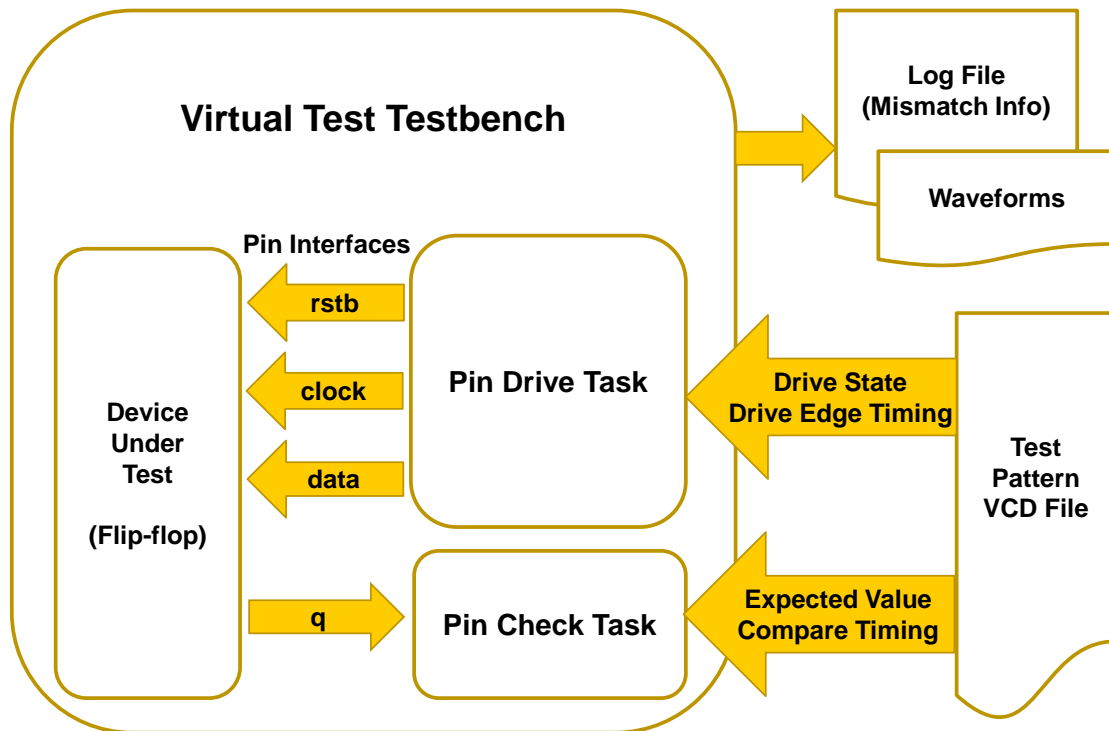 Virtual Test Testbench
Log File
(Mismatch Info)
Waveforms
Pin Interfaces
rstb
clock
data
q
Device
Under
Test
(Flip-flop)
Pin Drive Task
Pin Check Task
Drive State
Drive Edge Timing
Expected Value
Compare Timing
Test
Pattern
VCD File